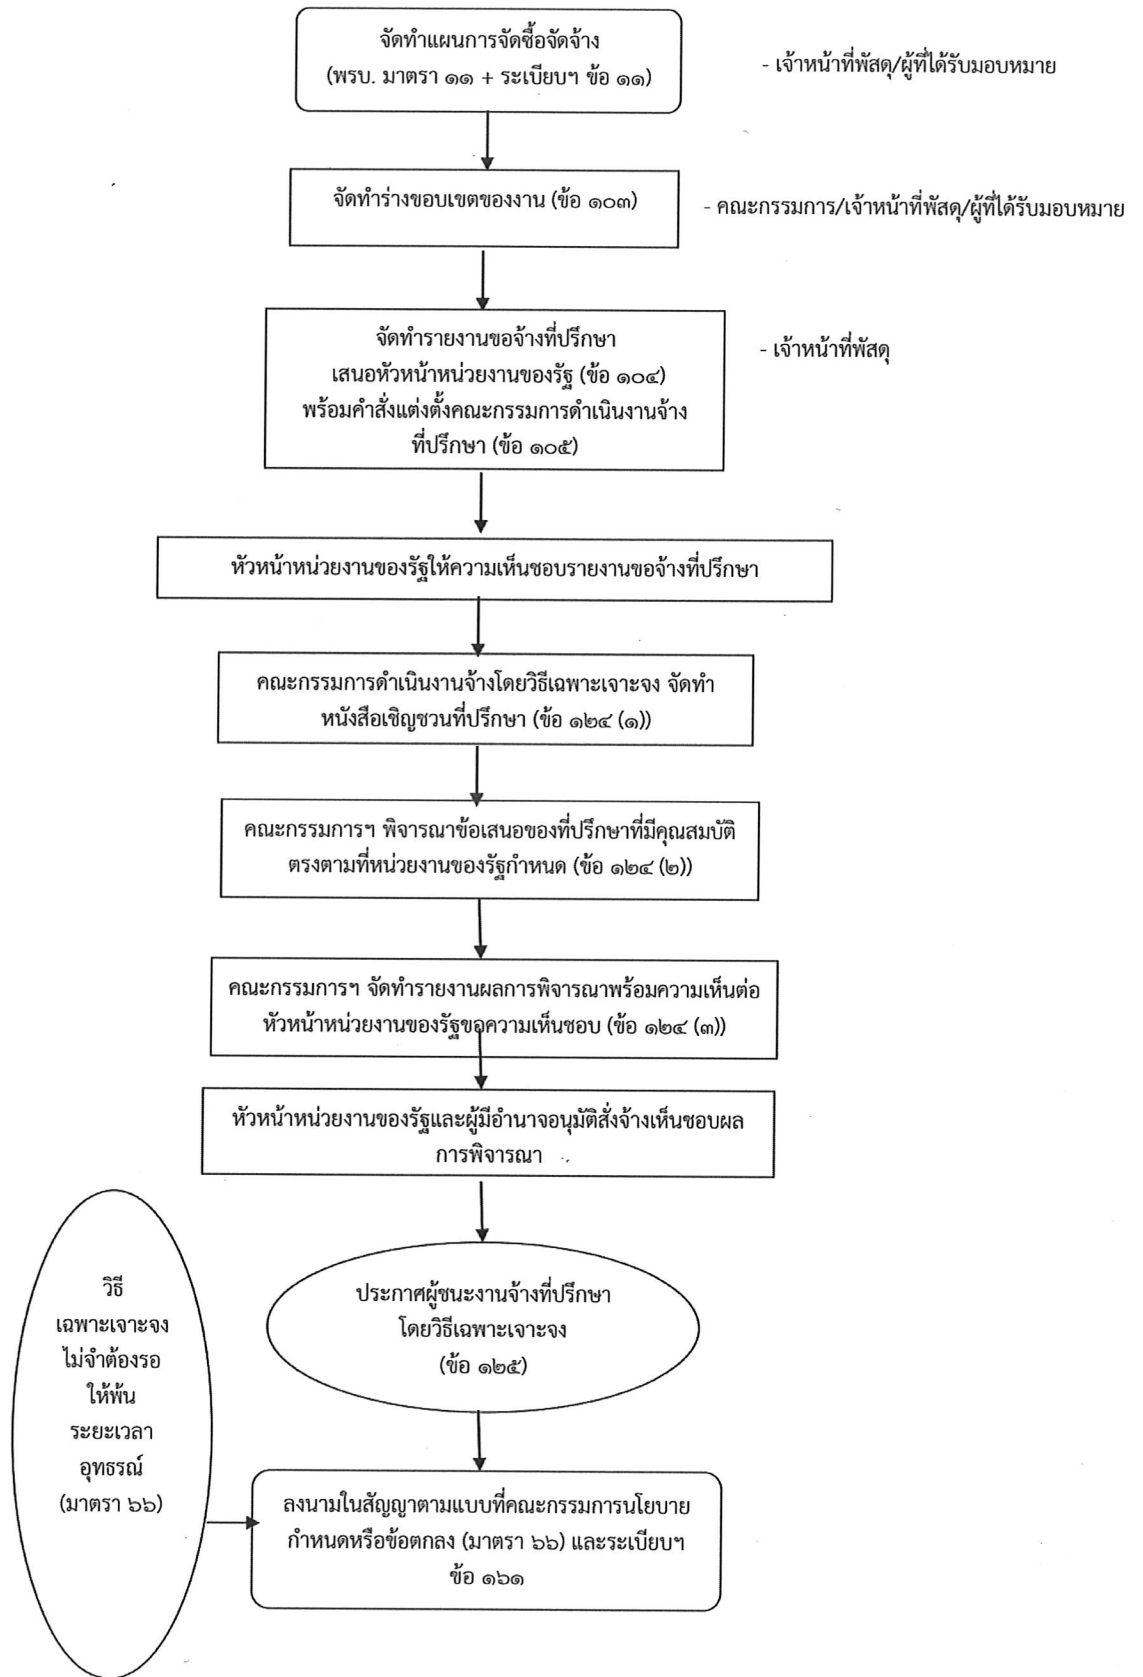 จัดทำแผนการจัดซื้อจัดจ้าง
(พรบ. มาตรา ๑๑ + ระเบียบฯ ข้อ ๑๑)
- เจ้าหน้าที่พัสดุ/ผู้ที่ได้รับมอบหมาย
จัดทำร่างขอบเขตของงาน (ข้อ ๑๐๓)
- คณะกรรมการ/เจ้าหน้าที่พัสดุ/ผู้ที่ได้รับมอบหมาย
จัดทำรายงานขอจ้างที่ปรึกษา
เสนอหัวหน้าหน่วยงานของรัฐ (ข้อ ๑๐๔)
พร้อมคำสั่งแต่งตั้งคณะกรรมการดำเนินงานจ้าง
ที่ปรึกษา (ข้อ ๑๐๕)
- เจ้าหน้าที่พัสดุ
หัวหน้าหน่วยงานของรัฐให้ความเห็นชอบรายงานขอจ้างที่ปรึกษา
คณะกรรมการดำเนินงานจ้างโดยวิธีเฉพาะเจาะจง จัดทำ
หนังสือเชิญชวนที่ปรึกษา (ข้อ ๑๒๔ (๑))
คณะกรรมการฯ พิจารณาข้อเสนอของที่ปรึกษาที่มีคุณสมบัติ
ตรงตามที่หน่วยงานของรัฐกำหนด (ข้อ ๑๒๔ (๒))
คณะกรรมการฯ จัดทำรายงานผลการพิจารณาพร้อมความเห็นต่อ
หัวหน้าหน่วยงานของรัฐขอความเห็นชอบ (ข้อ ๑๒๔ (๓))
หัวหน้าหน่วยงานของรัฐและผู้มีอำนาจอนุมัติสั่งจ้างเห็นชอบผล
การพิจารณา
ประกาศผู้ชนะงานจ้างที่ปรึกษา
โดยวิธีเฉพาะเจาะจง
(ข้อ ๑๒๕)
วิธี
เฉพาะเจาะจง
ไม่จำต้องรอ
ให้พ้น
ระยะเวลา
อุทธรณ์
(มาตรา ๖๖)
ลงนามในสัญญาตามแบบที่คณะกรรมการนโยบาย
กำหนดหรือข้อตกลง (มาตรา ๖๖) และระเบียบฯ
ข้อ ๑๖๑